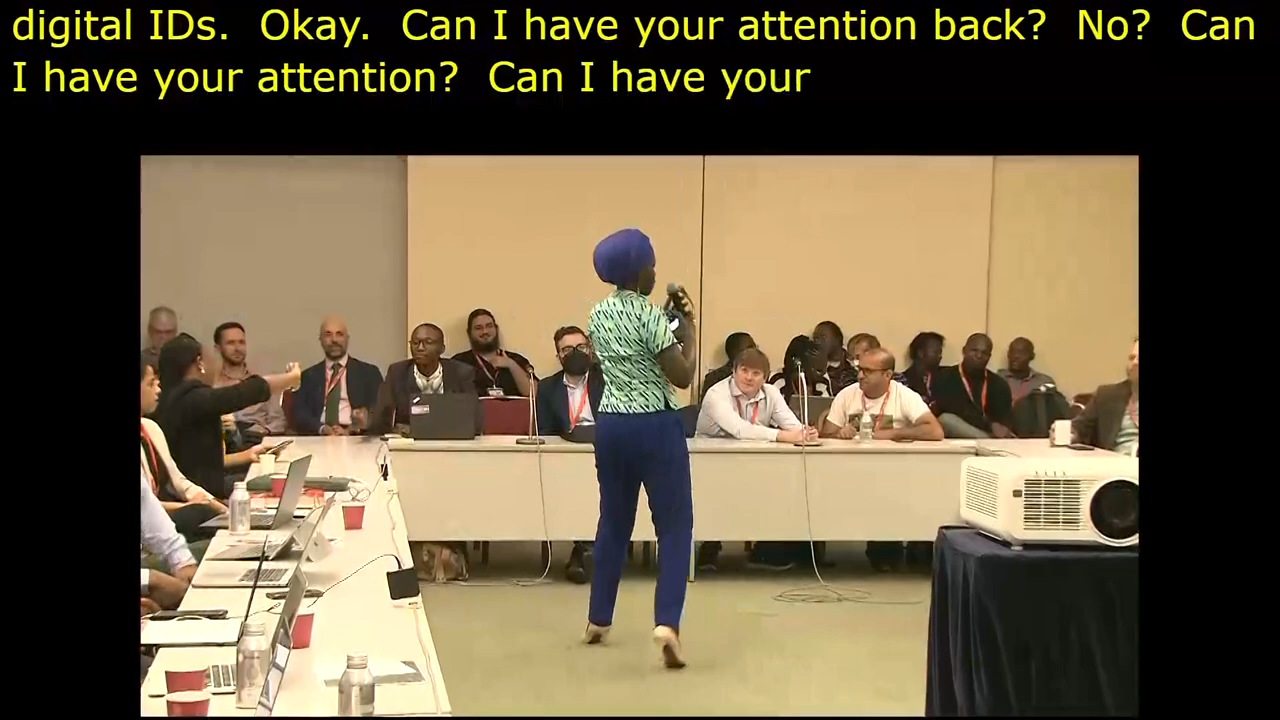 digital IDs.  Okay.  Can I have your attention back?  No?  Can
I have your attention?  Can I have your